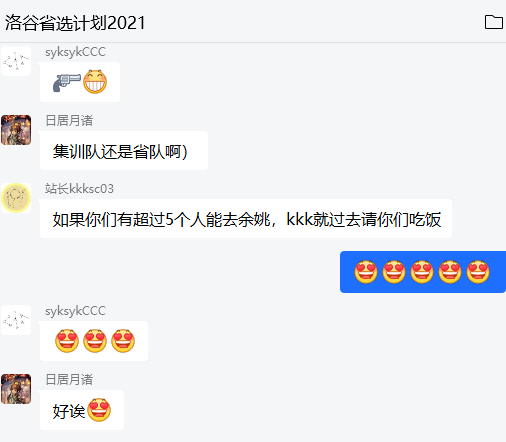 洛谷省选计划2021
syksykCCC
🔫😁
日居月诸
集训队还是省队啊）
站长kkksc03
如果你们有超过5个人能去余姚，kkk就过去请你们吃饭
😍😍😍😍😍
syksykCCC
😍😍😍
日居月诸
好诶😍